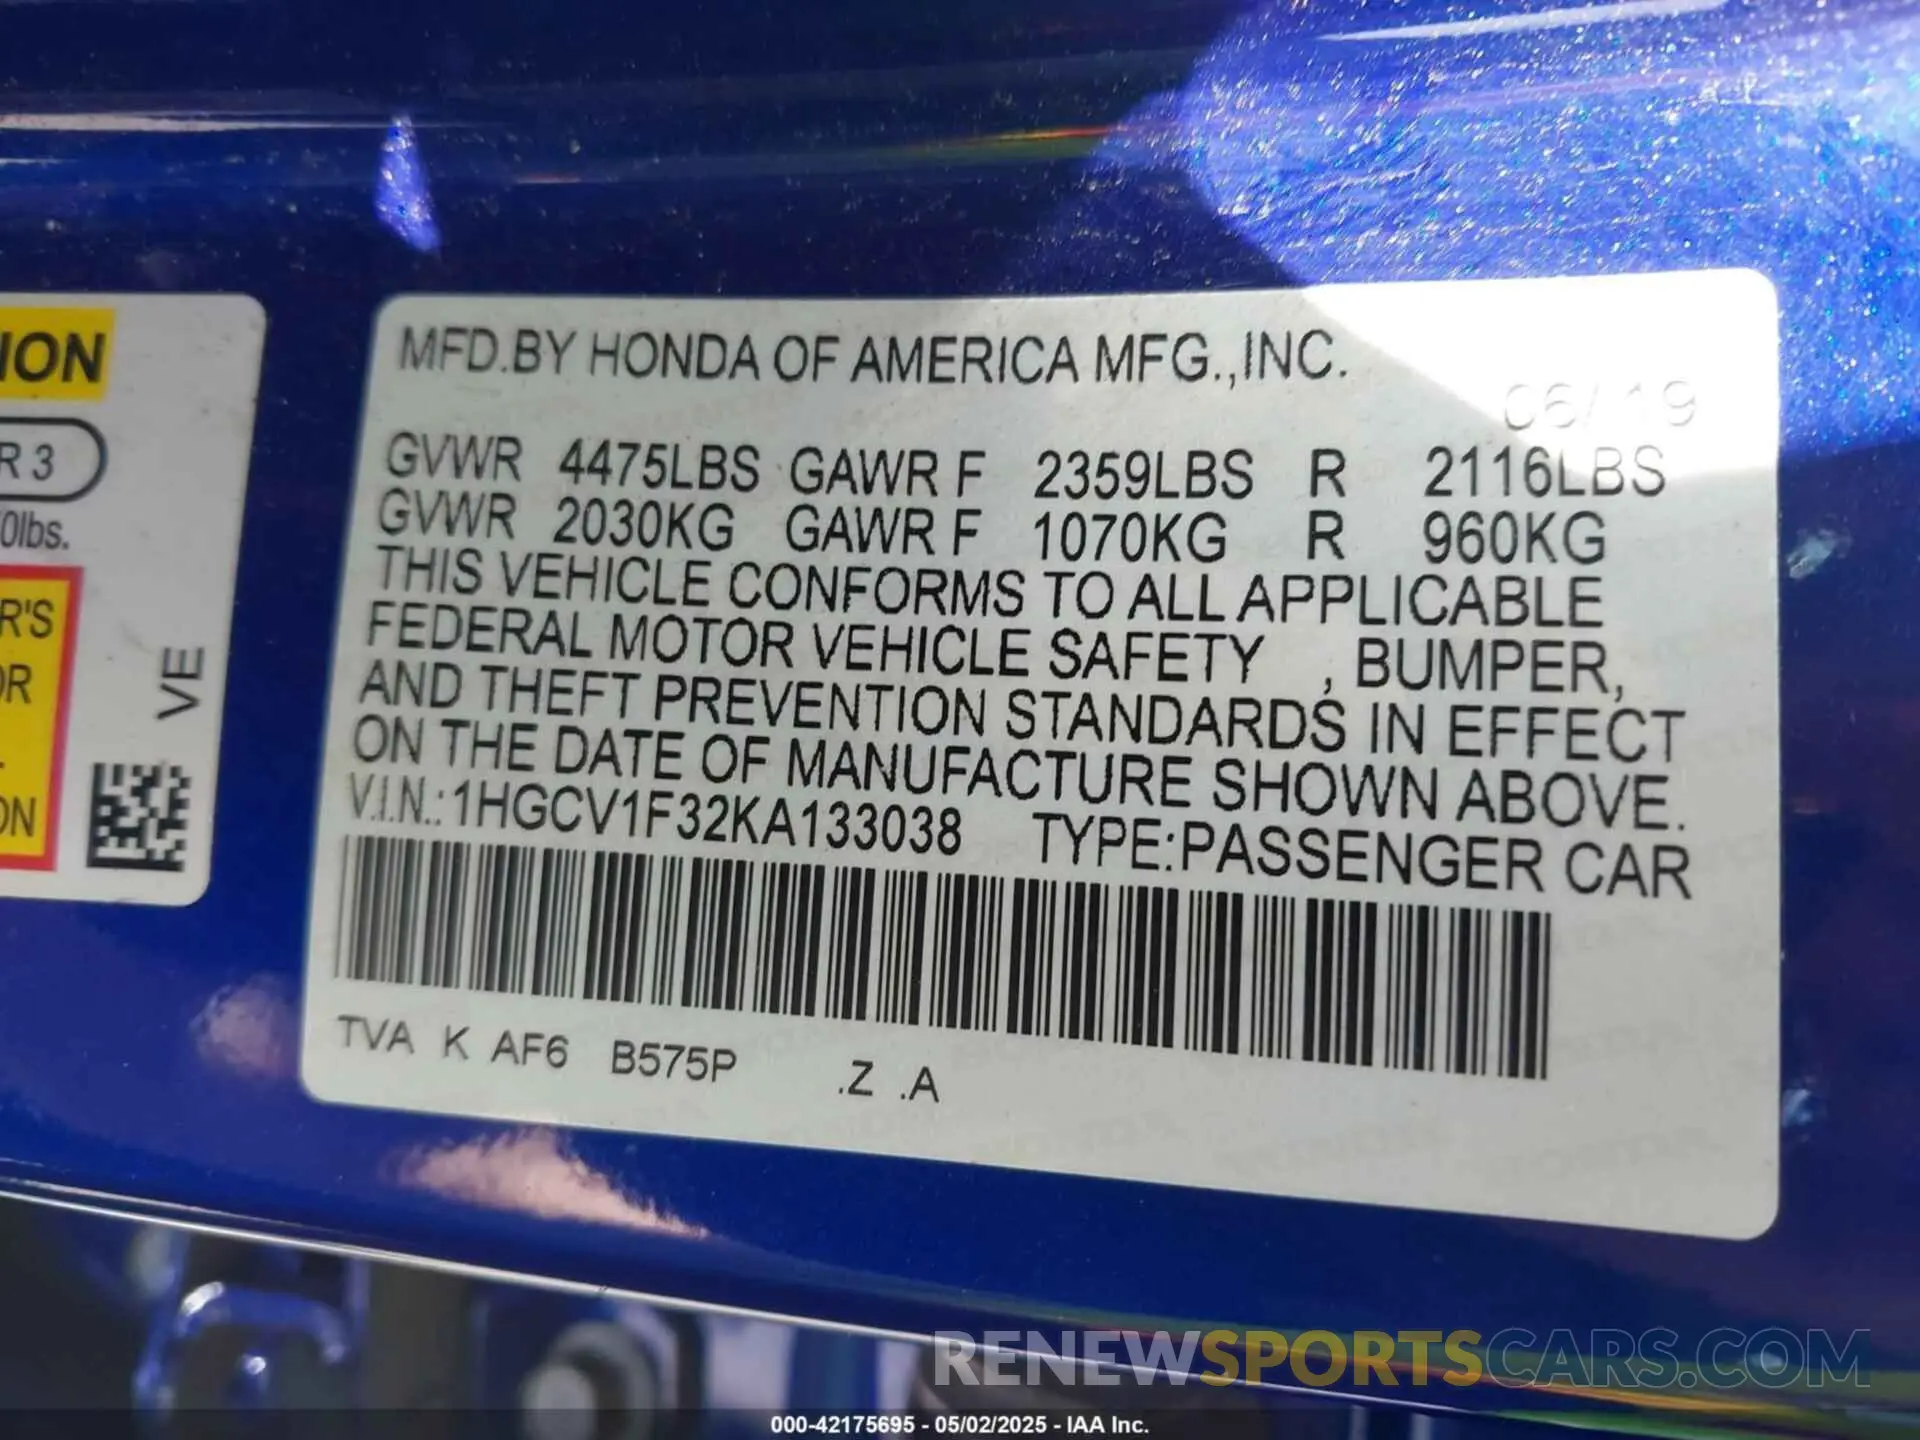 ION
R 3
0lbs.
R'S
OR
ON
VE
MFD.BY HONDA OF AMERICA MFG.,INC.
06/19
GVWR 4475LBS GAWR F 2359LBS R 2116LBS
GVWR 2030KG GAWR F 1070KG R 960KG
THIS VEHICLE CONFORMS TO ALL APPLICABLE
FEDERAL MOTOR VEHICLE SAFETY , BUMPER,
AND THEFT PREVENTION STANDARDS IN EFFECT
ON THE DATE OF MANUFACTURE SHOWN ABOVE.
V.I.N.:1HGCV1F32KA133038 TYPE:PASSENGER CAR
TVA K AF6 B575P .Z .A
RENEWSPORTSCARS.COM
000-42175695 - 05/02/2025 - IAA Inc.